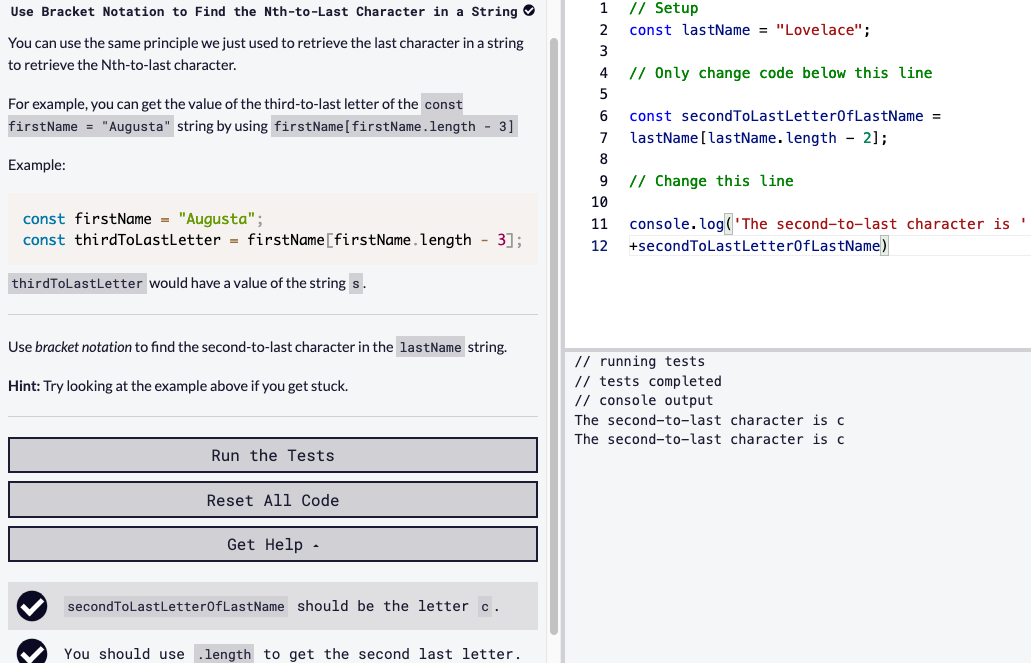 Use Bracket Notation to Find the Nth-to-Last Character in a String
You can use the same principle we just used to retrieve the last character in a string
to retrieve the Nth-to-last character.
For example, you can get the value of the third-to-last letter of the const
firstName = "Augusta" string by using firstName[firstName.length - 3]
Example:
const firstName = "Augusta";
const thirdToLastLetter = firstName[firstName.length - 3];
thirdToLastLetter would have a value of the string s.
Use bracket notation to find the second-to-last character in the lastName string.
Hint: Try looking at the example above if you get stuck.
Run the Tests
Reset All Code
Get Help
secondToLastLetterOfLastName should be the letter c.
You should use .length to get the second last letter.
1 // Setup
2 const lastName = "Lovelace";
3
4 // Only change code below this line
5
6 const secondToLastLetterOfLastName =
7 lastName[lastName.length - 2];
8
9 // Change this line
10
11 console.log('The second-to-last character is '
12 +secondToLastLetterOfLastName)
// running tests
// tests completed
// console output
The second-to-last character is c
The second-to-last character is c